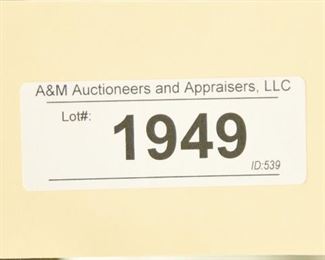 A&M Auctioneers and Appraisers, LLC
Lot#:
1949
ID:539